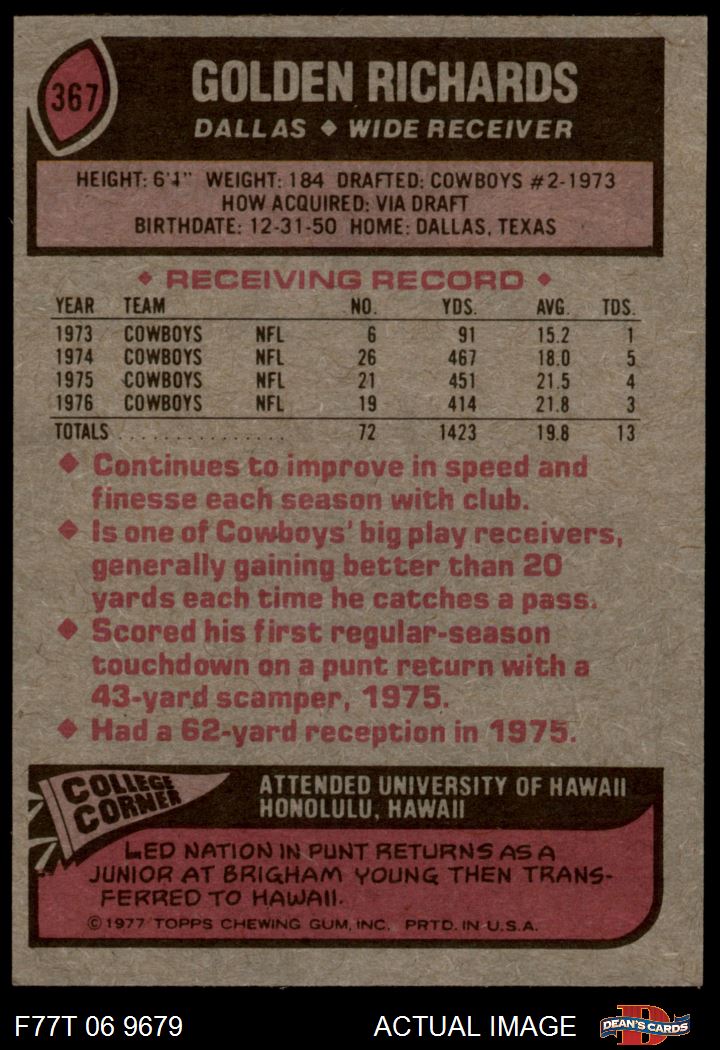 367
GOLDEN RICHARDS
DALLAS ◆ WIDE RECEIVER
HEIGHT: 6'1" WEIGHT: 184 DRAFTED: COWBOYS #2-1973
HOW ACQUIRED: VIA DRAFT
BIRTHDATE: 12-31-50 HOME: DALLAS, TEXAS
◆ RECEIVING RECORD ◆
YEAR TEAM NO. YDS. AVG. TDS.
1973 COWBOYS NFL 6 91 15.2 1
1974 COWBOYS NFL 26 467 18.0 5
1975 COWBOYS NFL 21 451 21.5 4
1976 COWBOYS NFL 19 414 21.8 3
TOTALS ................ 72 1423 19.8 13
◆ Continues to improve in speed and
finesse each season with club.
◆ Is one of Cowboys' big play receivers,
generally gaining better than 20
yards each time he catches a pass.
◆ Scored his first regular-season
touchdown on a punt return with a
43-yard scamper, 1975.
◆ Had a 62-yard reception in 1975.
COLLEGE
CORNER
ATTENDED UNIVERSITY OF HAWAII
HONOLULU, HAWAII
LED NATION IN PUNT RETURNS AS A
JUNIOR AT BRIGHAM YOUNG THEN TRANS-
FERRED TO HAWAII.
©1977 TOPPS CHEWING GUM, INC. PRTD. IN U.S.A.
F77T 06 9679 ACTUAL IMAGE
DEAN'S CARDS